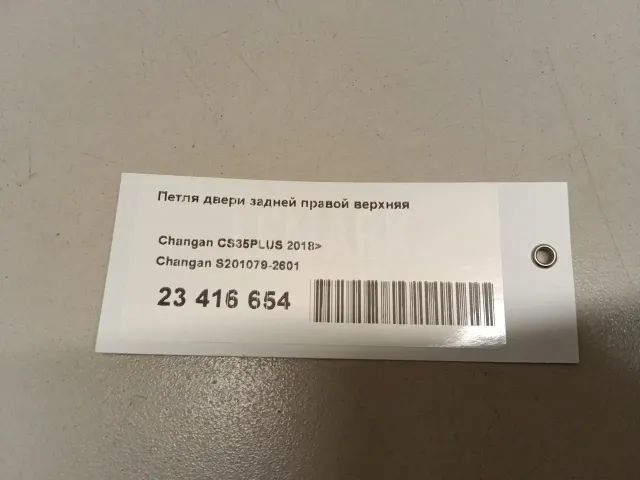 Петля двери задней правой верхняя
Changan CS35PLUS 2018>
Changan S201079-2601
23 416 654